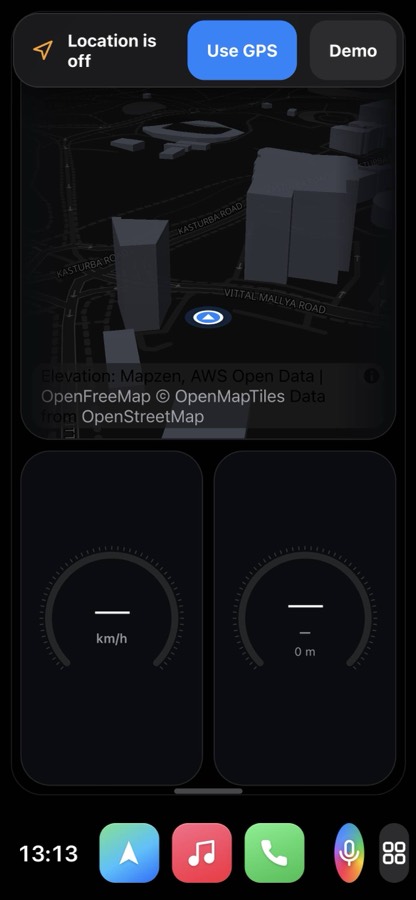 Location is
off
Use GPS
Demo
KASTURBA ROAD
KASTURBA RO
VITTAL MALLYA ROAD
Elevation: Mapzen, AWS Open Data |
OpenFreeMap © OpenMapTiles Data
from OpenStreetMap
—
km/h
—
—
0 m
13:13